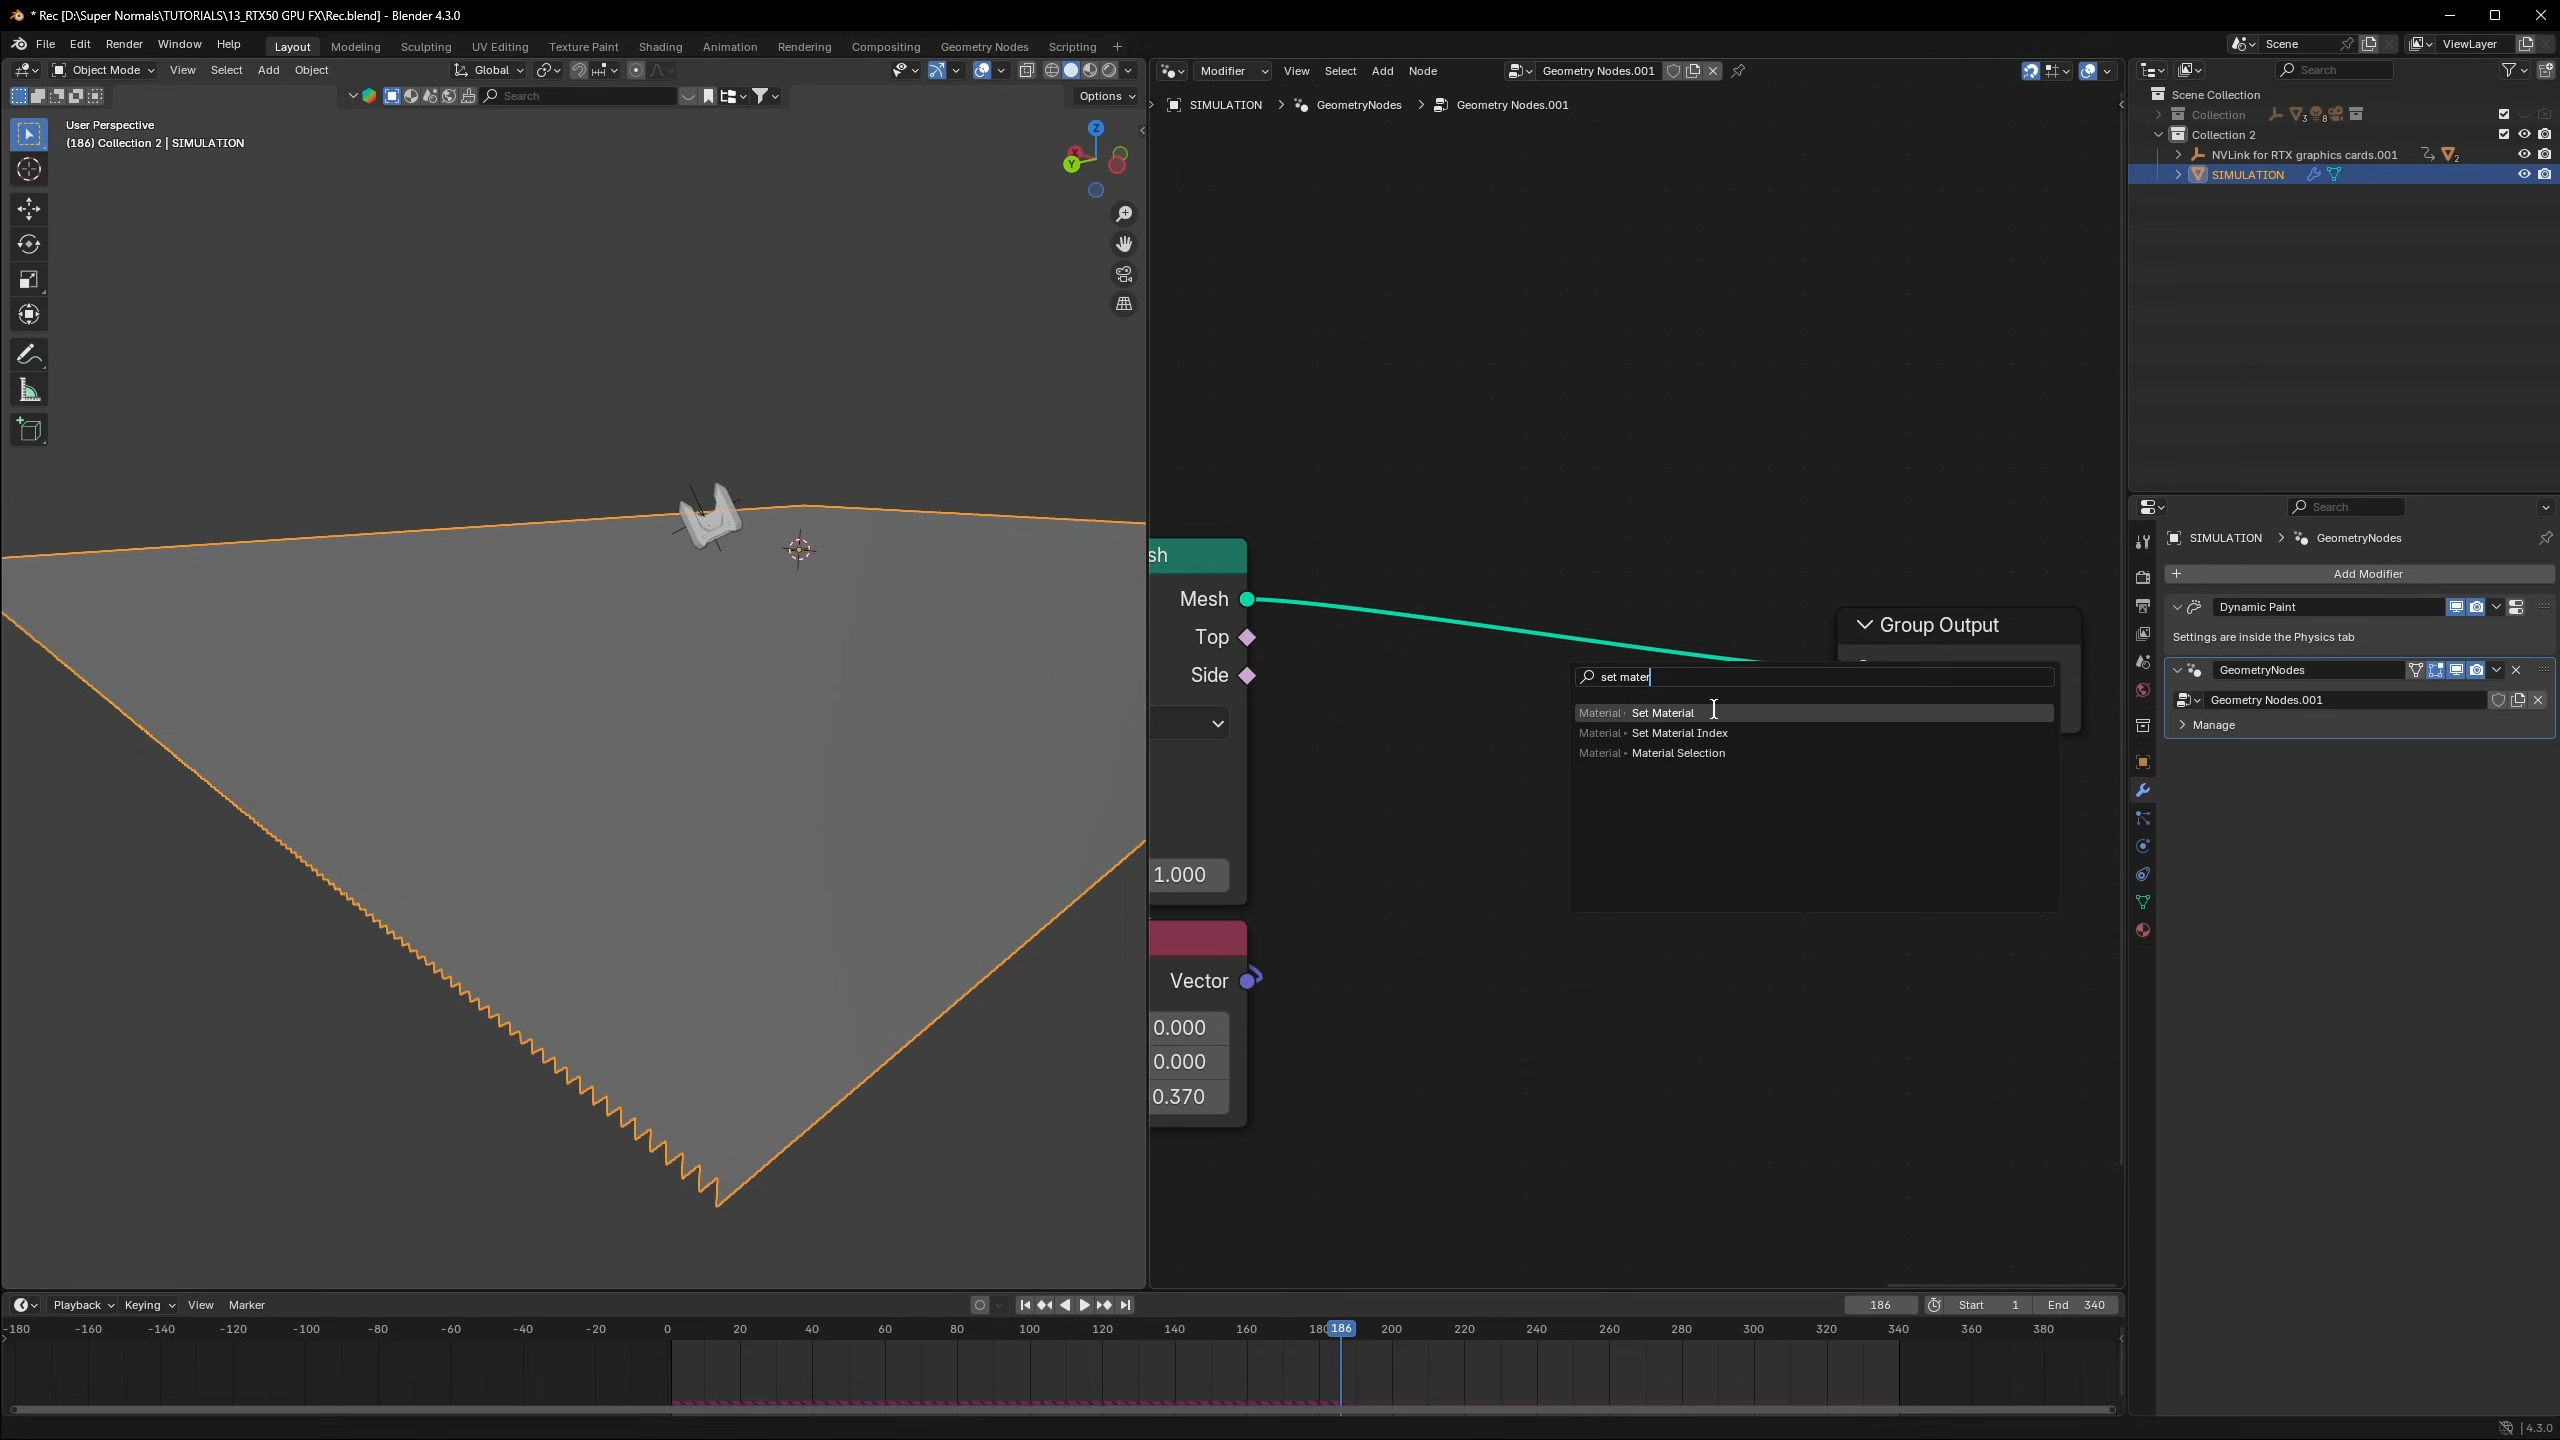 * Rec [D:\Super Normals\TUTORIALS\13_RTX50 GPU FX\Rec.blend] - Blender 4.3.0
File Edit Render Window Help Layout Modeling Sculpting UV Editing Texture Paint Shading Animation Rendering Compositing Geometry Nodes Scripting + Scene ViewLayer
Object Mode View Select Add Object Global Modifier View Select Add Node Geometry Nodes.001 Search
Search Options SIMULATION > GeometryNodes > Geometry Nodes.001
Scene Collection
Collection 3 8
Collection 2
NVLink for RTX graphics cards.001 2
SIMULATION
User Perspective
(186) Collection 2 | SIMULATION
Z
X
Y
sh
Mesh
Top
Side
1.000
Vector
0.000
0.000
0.370
Group Output
set mater
Material Set Material
Material Set Material Index
Material Material Selection
Search
SIMULATION > GeometryNodes
+ Add Modifier
Dynamic Paint
Settings are inside the Physics tab
GeometryNodes
Geometry Nodes.001
Manage
Playback Keying View Marker 186 Start 1 End 340
-180 -160 -140 -120 -100 -80 -60 -40 -20 0 20 40 60 80 100 120 140 160 180 186 200 220 240 260 280 300 320 340 360 380
4.3.0